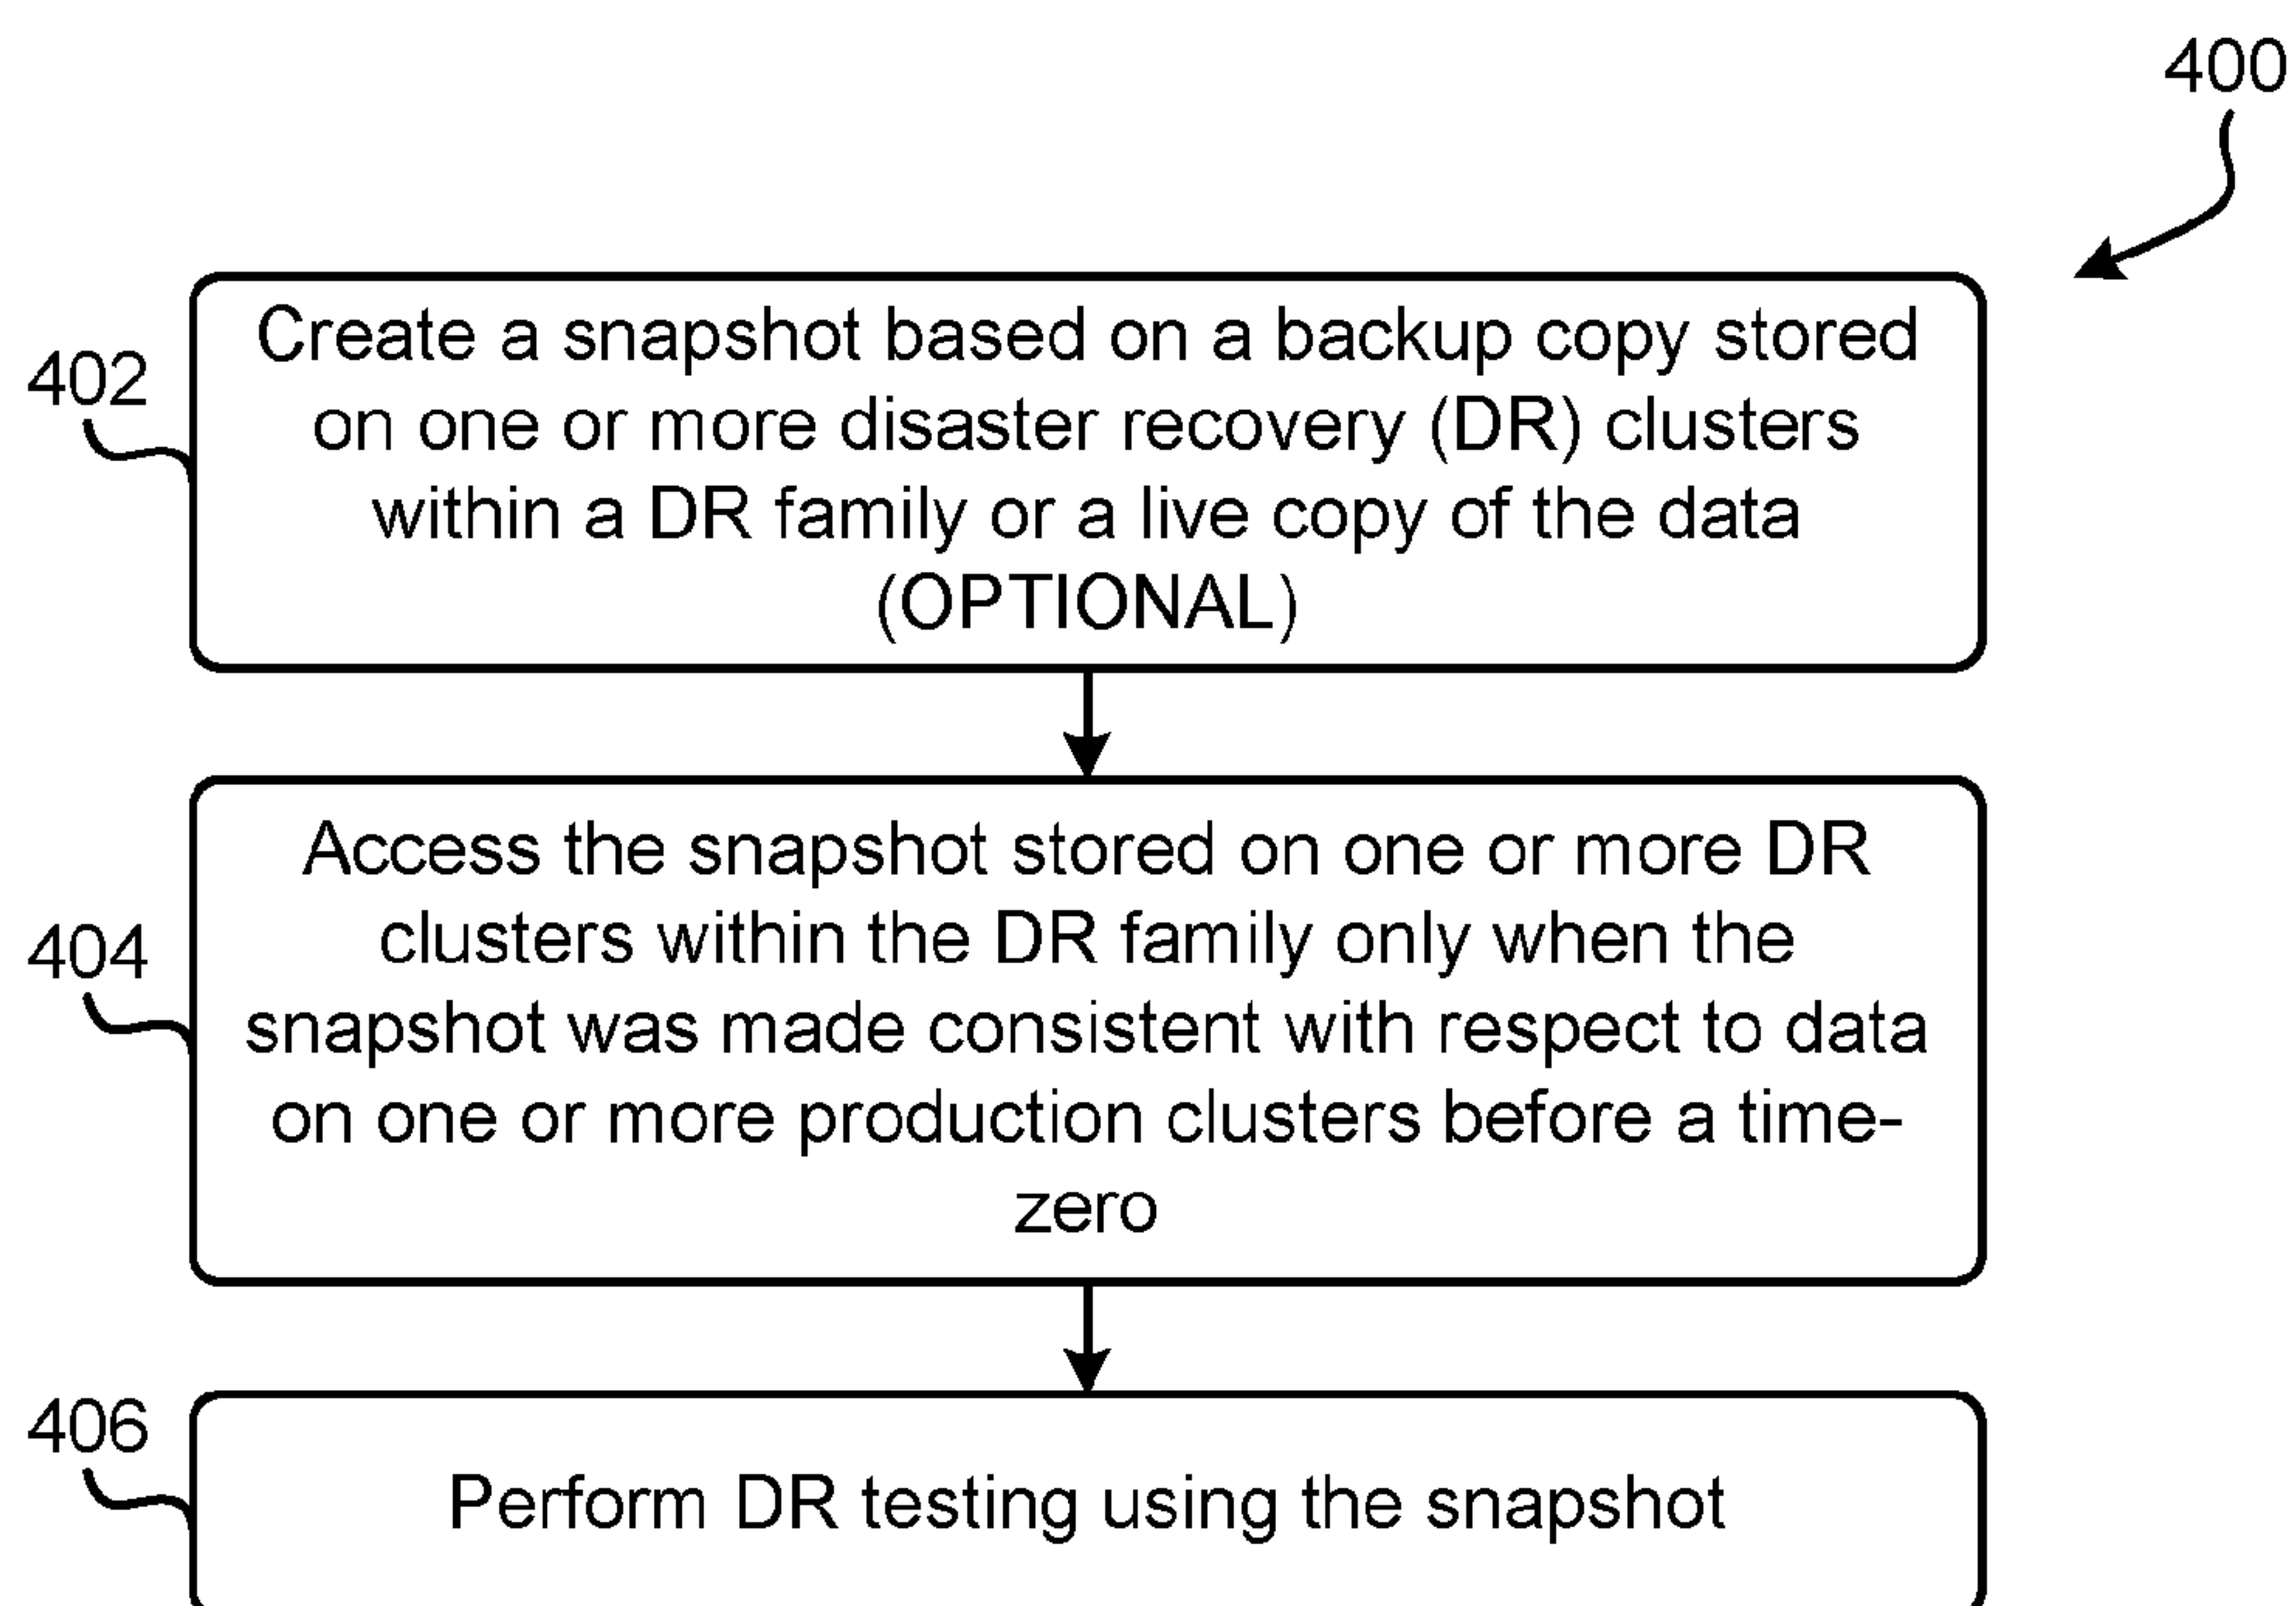 400
402
Create a snapshot based on a backup copy stored
on one or more disaster recovery (DR) clusters
within a DR family or a live copy of the data
(OPTIONAL)
404
Access the snapshot stored on one or more DR
clusters within the DR family only when the
snapshot was made consistent with respect to data
on one or more production clusters before a time-
zero
406
Perform DR testing using the snapshot